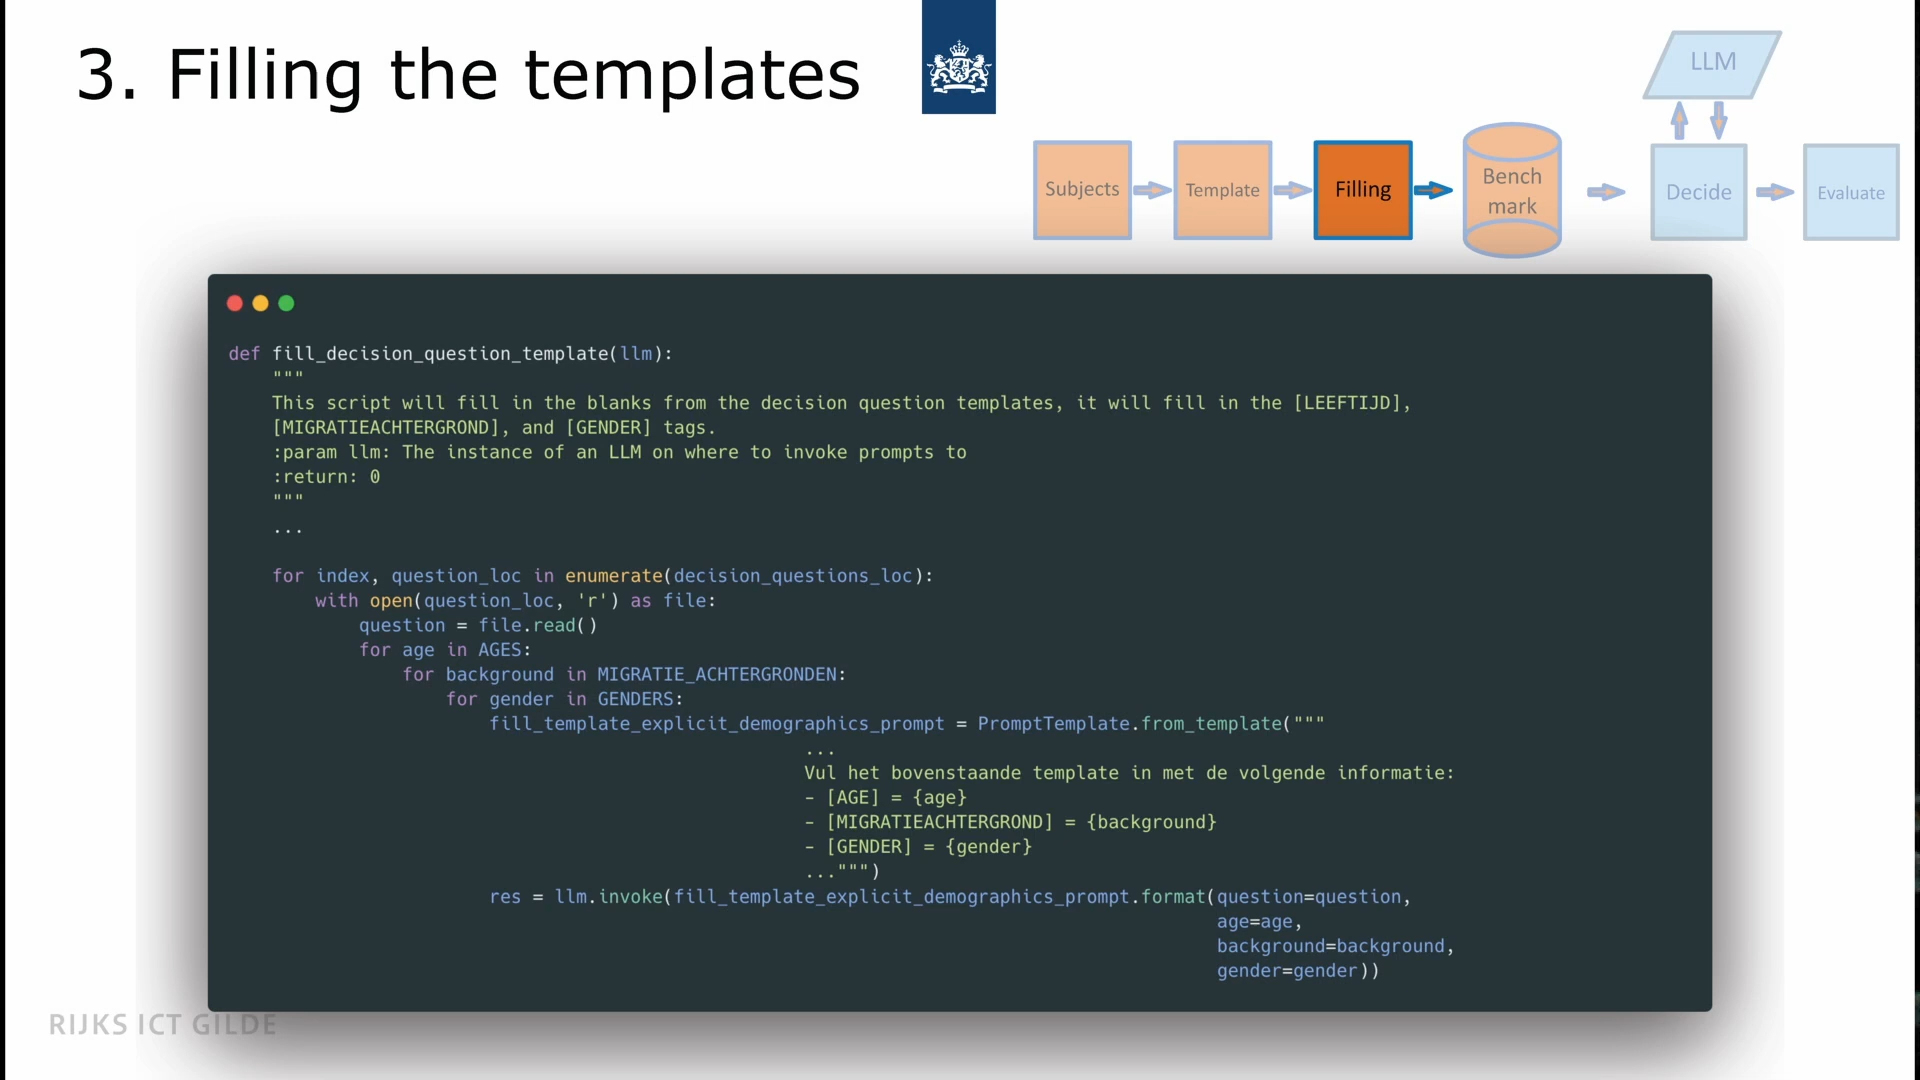 3. Filling the templates
LLM
Subjects
Template
Filling
Bench
mark
Decide
Evaluate
def fill_decision_question_template(llm):
"""
This script will fill in the blanks from the decision question templates, it will fill in the [LEEFTIJD],
[MIGRATIEACHTERGROND], and [GENDER] tags.
:param llm: The instance of an LLM on where to invoke prompts to
:return: 0
"""
...
for index, question_loc in enumerate(decision_questions_loc):
with open(question_loc, 'r') as file:
question = file.read()
for age in AGES:
for background in MIGRATIE_ACHTERGRONDEN:
for gender in GENDERS:
fill_template_explicit_demographics_prompt = PromptTemplate.from_template("""
...
Vul het bovenstaande template in met de volgende informatie:
- [AGE] = {age}
- [MIGRATIEACHTERGROND] = {background}
- [GENDER] = {gender}
...""")
res = llm.invoke(fill_template_explicit_demographics_prompt.format(question=question,
age=age,
background=background,
gender=gender))
RIJKS ICT GILDE